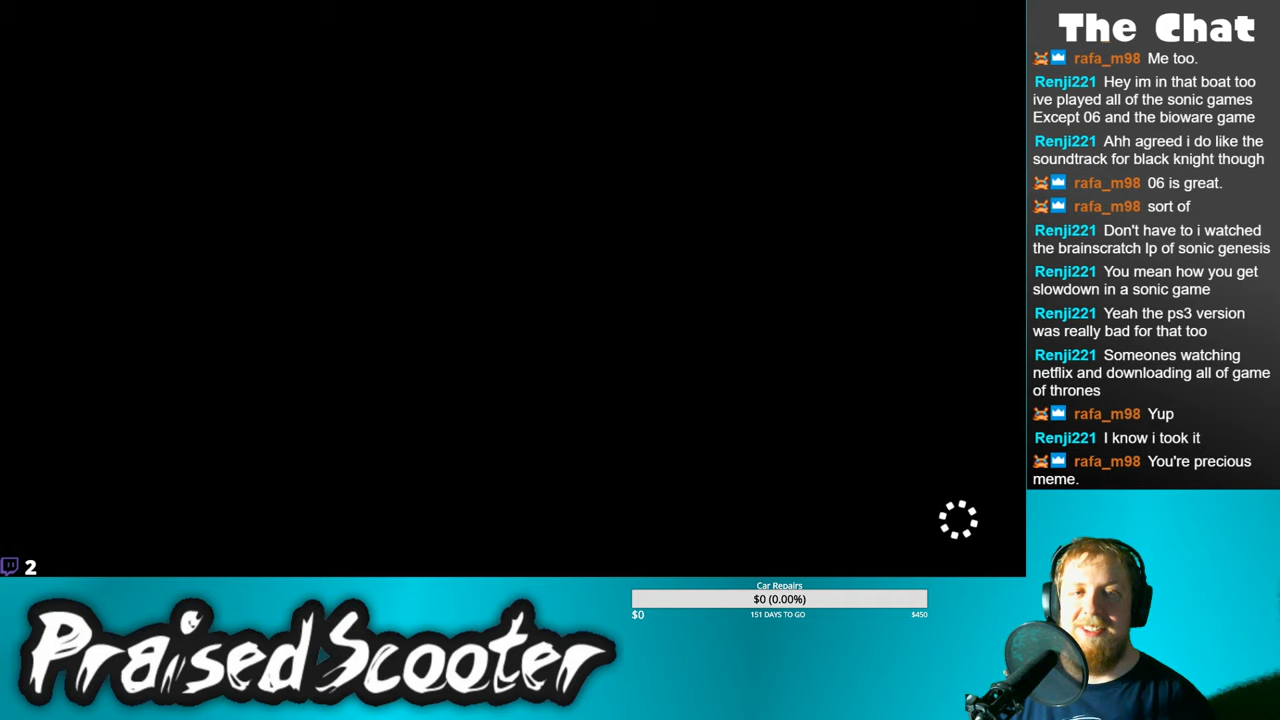 The Chat
rafa_m98 Me too.
Renji221 Hey im in that boat too
ive played all of the sonic games
Except 06 and the bioware game
Renji221 Ahh agreed i do like the
soundtrack for black knight though
rafa_m98 06 is great.
rafa_m98 sort of
Renji221 Don't have to i watched
the brainscratch lp of sonic genesis
Renji221 You mean how you get
slowdown in a sonic game
Renji221 Yeah the ps3 version
was really bad for that too
Renji221 Someones watching
netflix and downloading all of game
of thrones
rafa_m98 Yup
Renji221 I know i took it
rafa_m98 You're precious
meme.
2
PraisedScooter
Car Repairs
$0 (0.00%)
$0 151 DAYS TO GO $450